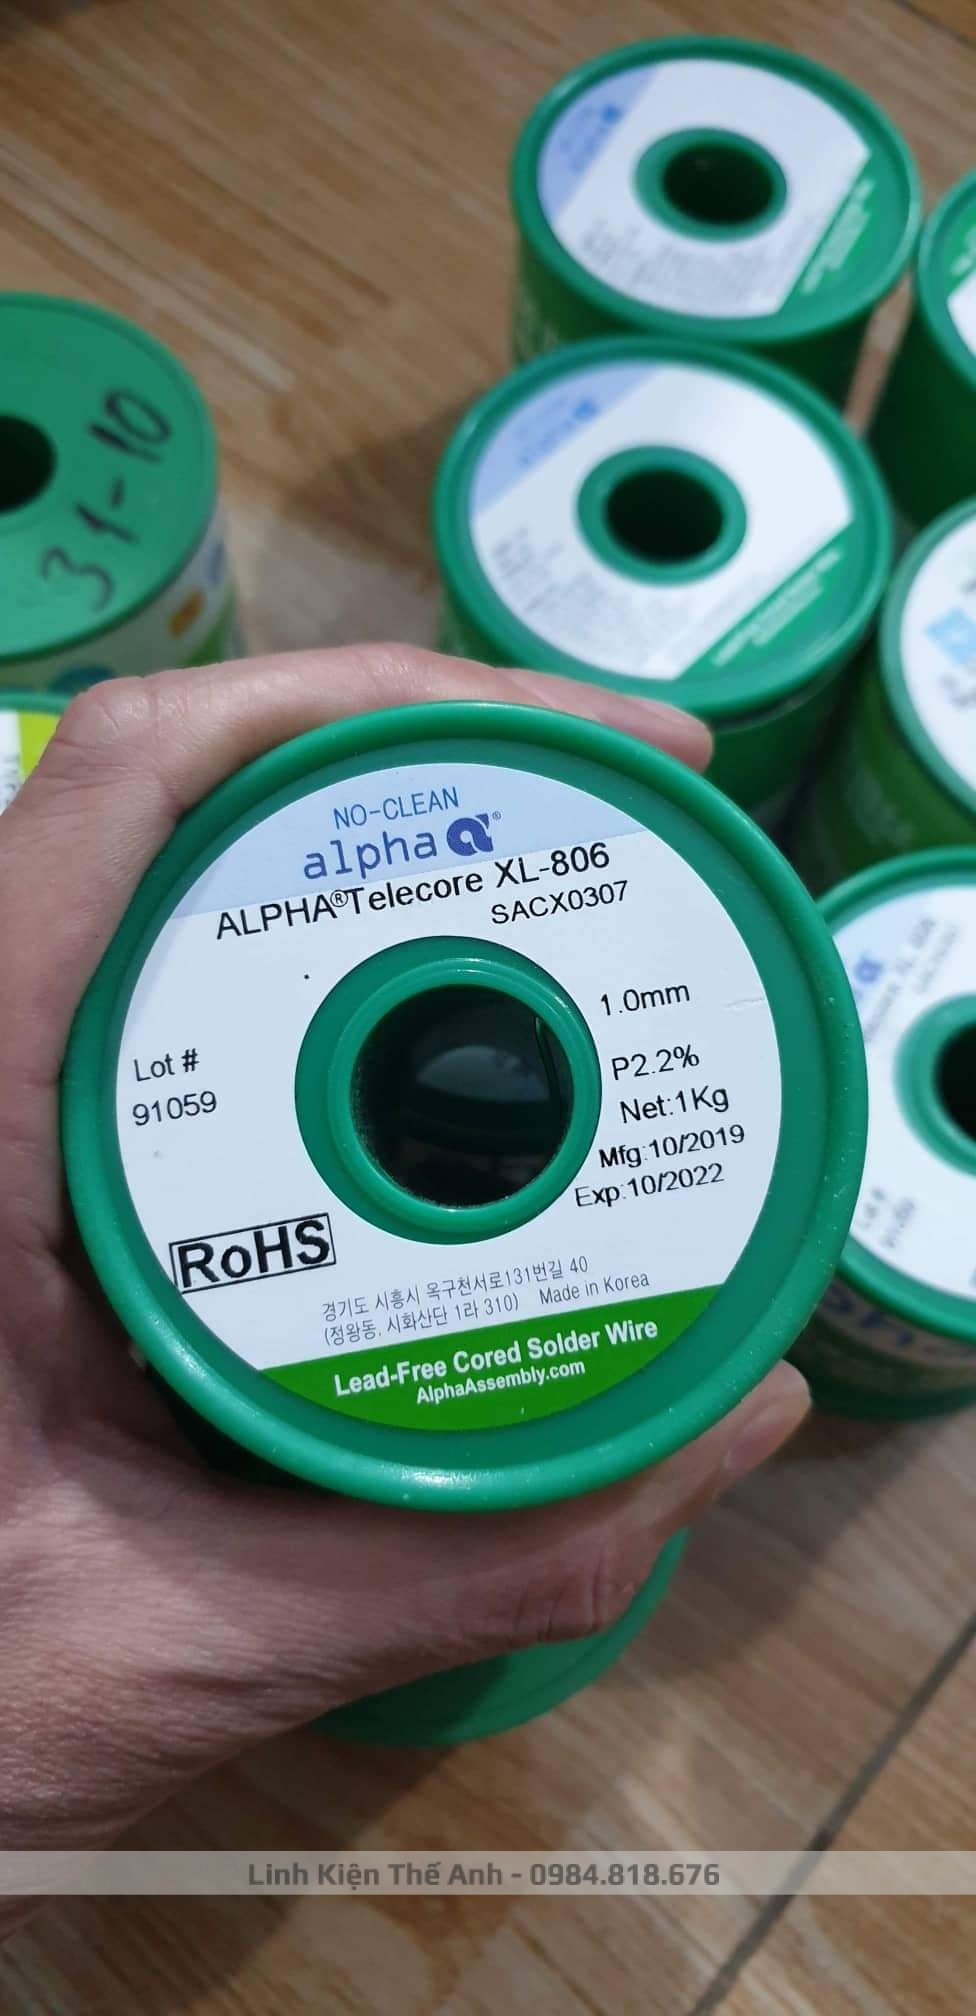 31-10
NO-CLEAN
alpha
ALPHA®Telecore XL-806
SACX0307
1.0mm
Lot #
91059
P2.2%
Net:1Kg
Mfg:10/2019
Exp:10/2022
RoHS
경기도 시흥시 옥구천서로131번길 40
(정왕동, 시화산단 1라 310) Made in Korea
Lead-Free Cored Solder Wire
AlphaAssembly.com
Linh Kiện Thế Anh - 0984.818.676